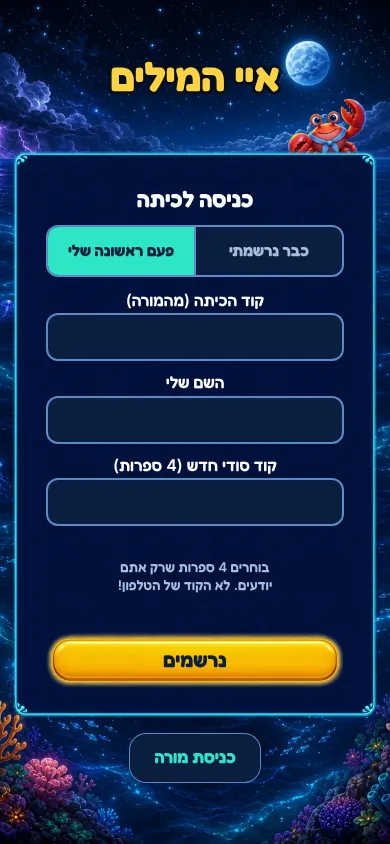 איי המילים
כניסה לכיתה
כבר נרשמתי
פעם ראשונה שלי
קוד הכיתה (מהמורה)
השם שלי
קוד סודי חדש (4 ספרות)
בוחרים 4 ספרות שרק אתם
יודעים. לא הקוד של הטלפון!
נרשמים
כניסת מורה